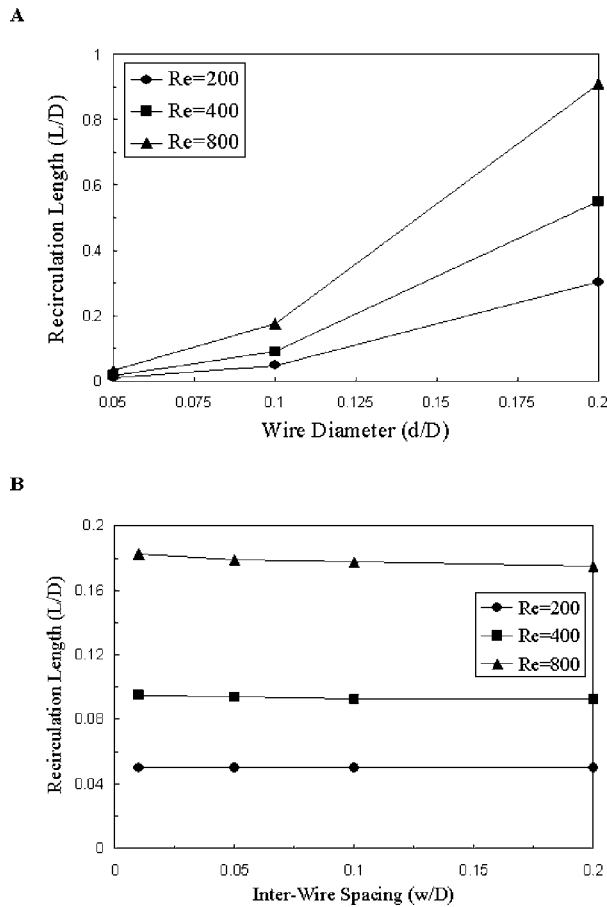 A
Recirculation Length (L/D)
1
0.8
0.6
0.4
0.2
0
Re=200
Re=400
Re=800
0.05 0.075 0.1 0.125 0.15 0.175 0.2
Wire Diameter (d/D)
B
Recirculation Length (L/D)
0.2
0.16
0.12
0.08
0.04
0
Re=200
Re=400
Re=800
0 0.05 0.1 0.15 0.2
Inter-Wire Spacing (w/D)